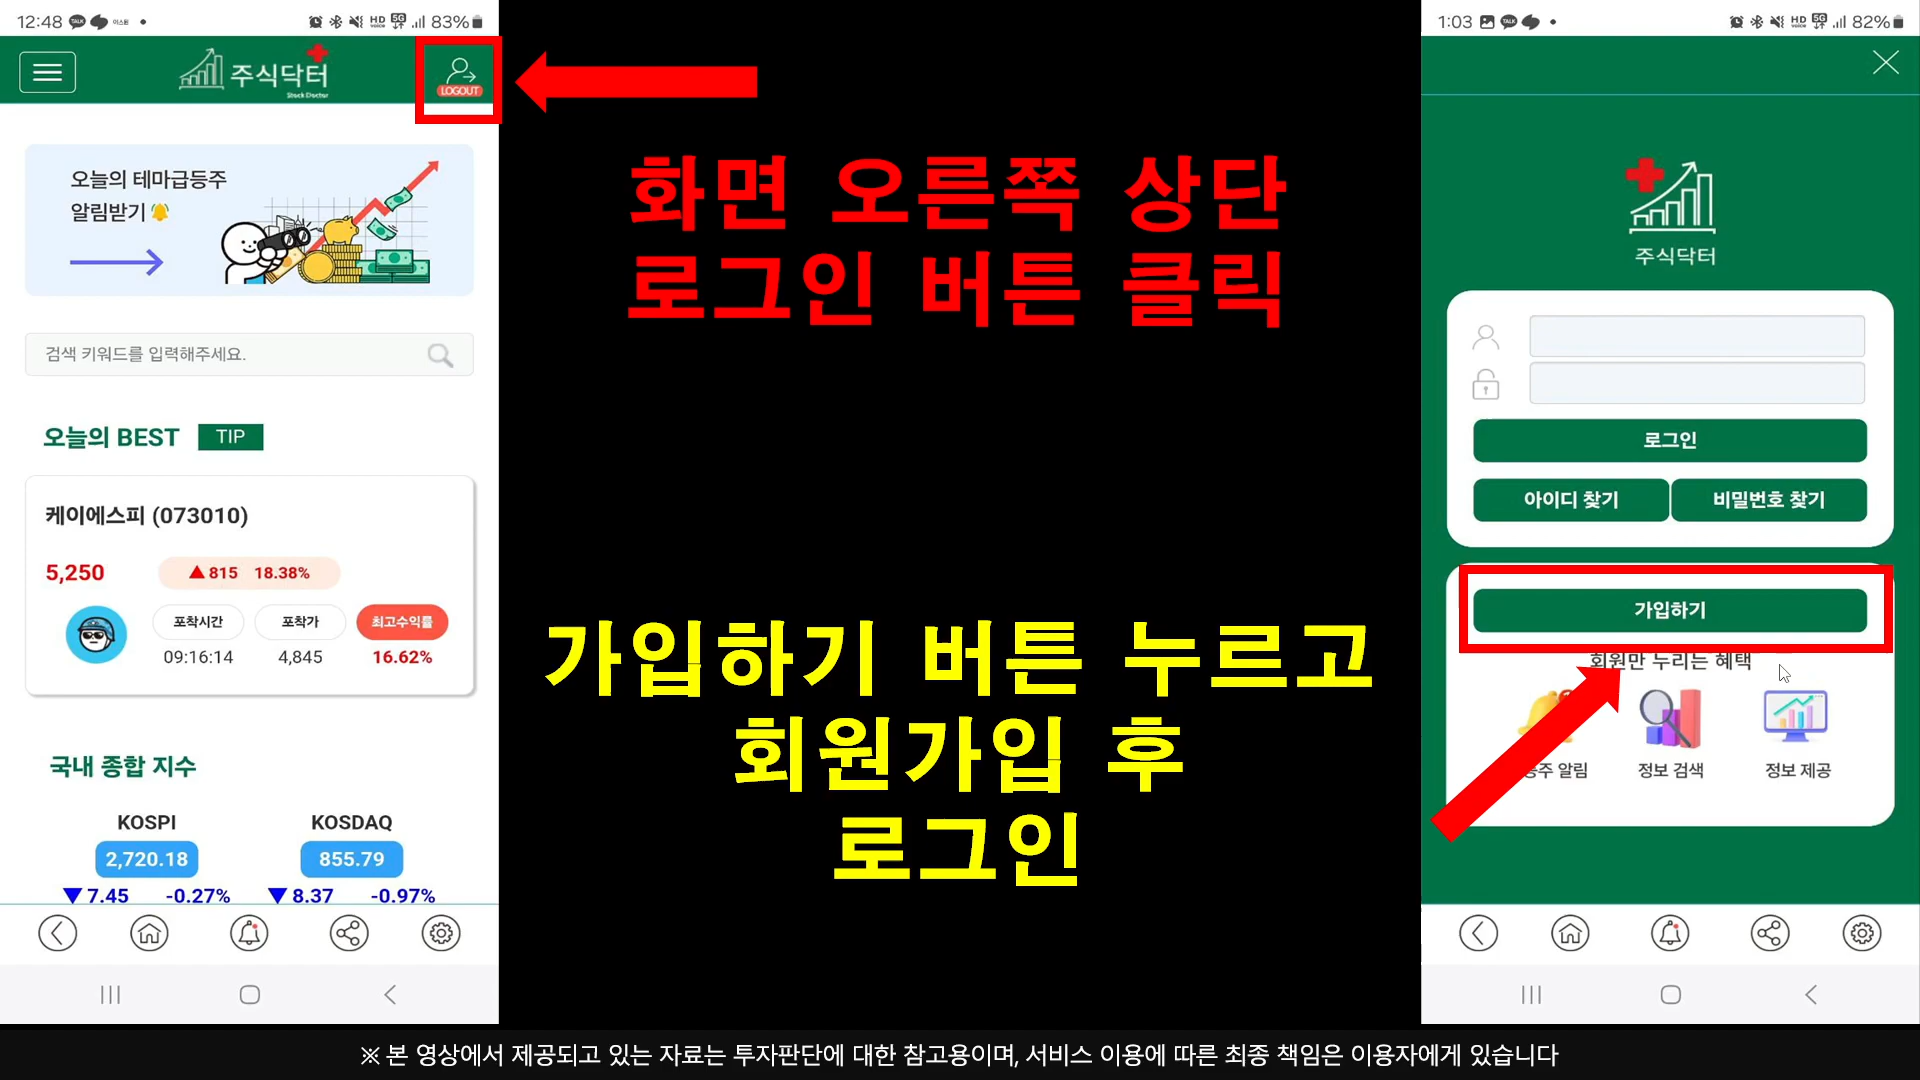 12:48
83%
주식닥터
Stock Doctor
LOGOUT
오늘의 테마급등주
알림받기
검색 키워드를 입력해주세요.
오늘의 BEST TIP
케이에스피 (073010)
5,250 ▲ 815 18.38%
포착시간 포착가 최고수익률
09:16:14 4,845 16.62%
국내 종합 지수
KOSPI KOSDAQ
2,720.18 855.79
▼ 7.45 -0.27% ▼ 8.37 -0.97%
화면 오른쪽 상단
로그인 버튼 클릭
가입하기 버튼 누르고
회원가입 후
로그인
1:03
82%
주식닥터
로그인
아이디 찾기 비밀번호 찾기
가입하기
회원만 누리는 혜택
등주 알림 정보 검색 정보 제공
※ 본 영상에서 제공되고 있는 자료는 투자판단에 대한 참고용이며, 서비스 이용에 따른 최종 책임은 이용자에게 있습니다